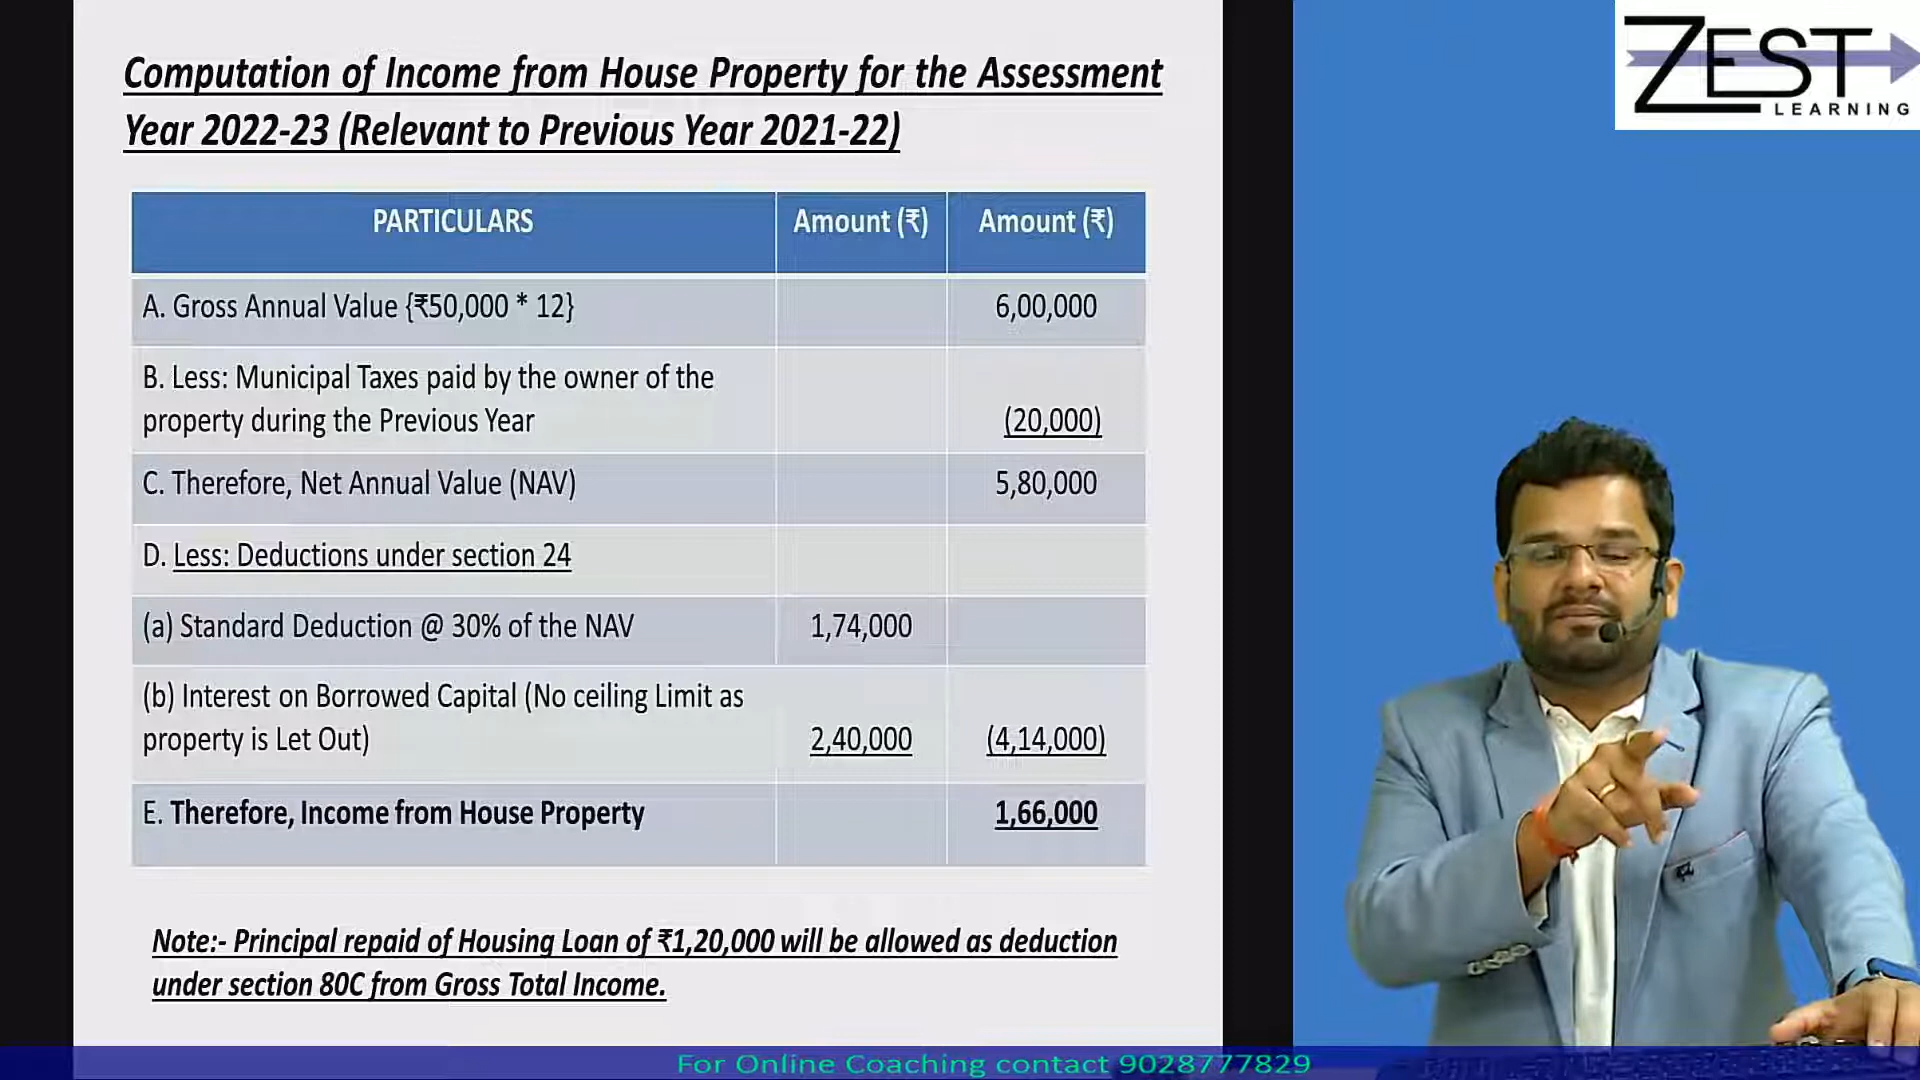 ZEST
LEARNING
Computation of Income from House Property for the Assessment
Year 2022-23 (Relevant to Previous Year 2021-22)
PARTICULARS Amount (₹) Amount (₹)
A. Gross Annual Value {₹50,000 * 12} 6,00,000
B. Less: Municipal Taxes paid by the owner of the
property during the Previous Year (20,000)
C. Therefore, Net Annual Value (NAV) 5,80,000
D. Less: Deductions under section 24
(a) Standard Deduction @ 30% of the NAV 1,74,000
(b) Interest on Borrowed Capital (No ceiling Limit as
property is Let Out) 2,40,000 (4,14,000)
E. Therefore, Income from House Property 1,66,000
Note:- Principal repaid of Housing Loan of ₹1,20,000 will be allowed as deduction
under section 80C from Gross Total Income.
For Online Coaching contact 9028777829